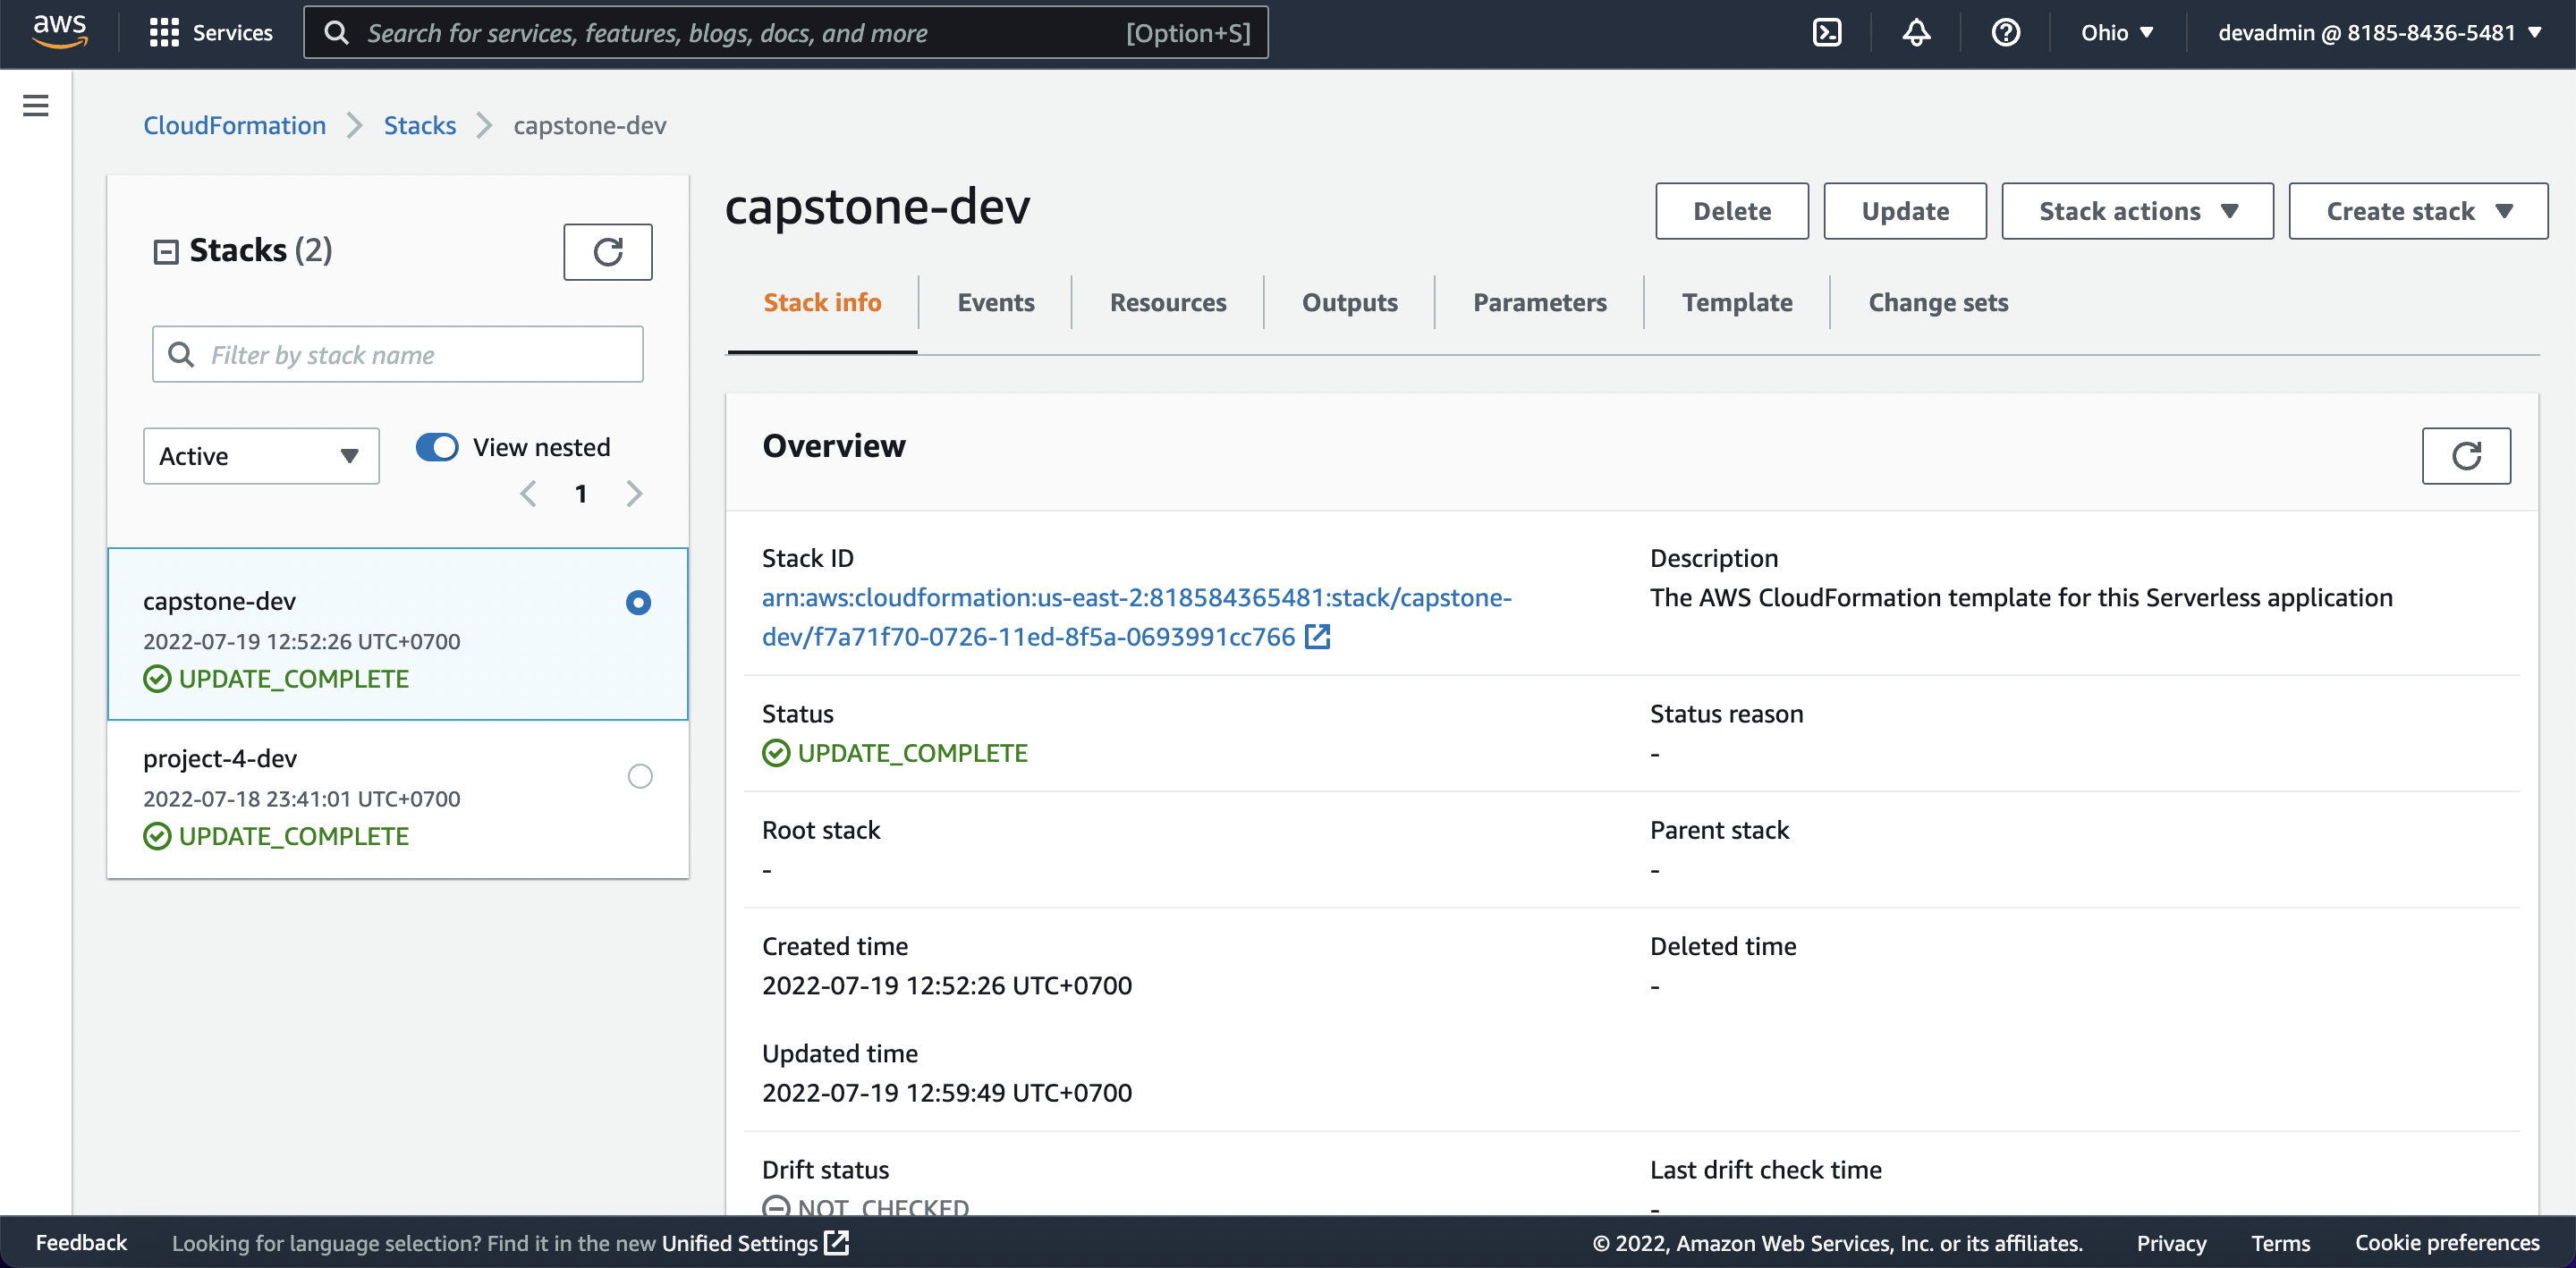 aws
Services
Search for services, features, blogs, docs, and more
[Option+S]
Ohio
devadmin @ 8185-8436-5481
CloudFormation
Stacks
capstone-dev
Stacks (2)
Filter by stack name
Active
View nested
1
capstone-dev
2022-07-19 12:52:26 UTC+0700
UPDATE_COMPLETE
project-4-dev
2022-07-18 23:41:01 UTC+0700
UPDATE_COMPLETE
capstone-dev
Delete
Update
Stack actions
Create stack
Stack info
Events
Resources
Outputs
Parameters
Template
Change sets
Overview
Stack ID
arn:aws:cloudformation:us-east-2:818584365481:stack/capstone-
dev/f7a71f70-0726-11ed-8f5a-0693991cc766
Description
The AWS CloudFormation template for this Serverless application
Status
UPDATE_COMPLETE
Status reason
-
Root stack
-
Parent stack
-
Created time
2022-07-19 12:52:26 UTC+0700
Deleted time
-
Updated time
2022-07-19 12:59:49 UTC+0700
Drift status
NOT_CHECKED
Last drift check time
-
Feedback
Looking for language selection? Find it in the new Unified Settings
© 2022, Amazon Web Services, Inc. or its affiliates.
Privacy
Terms
Cookie preferences